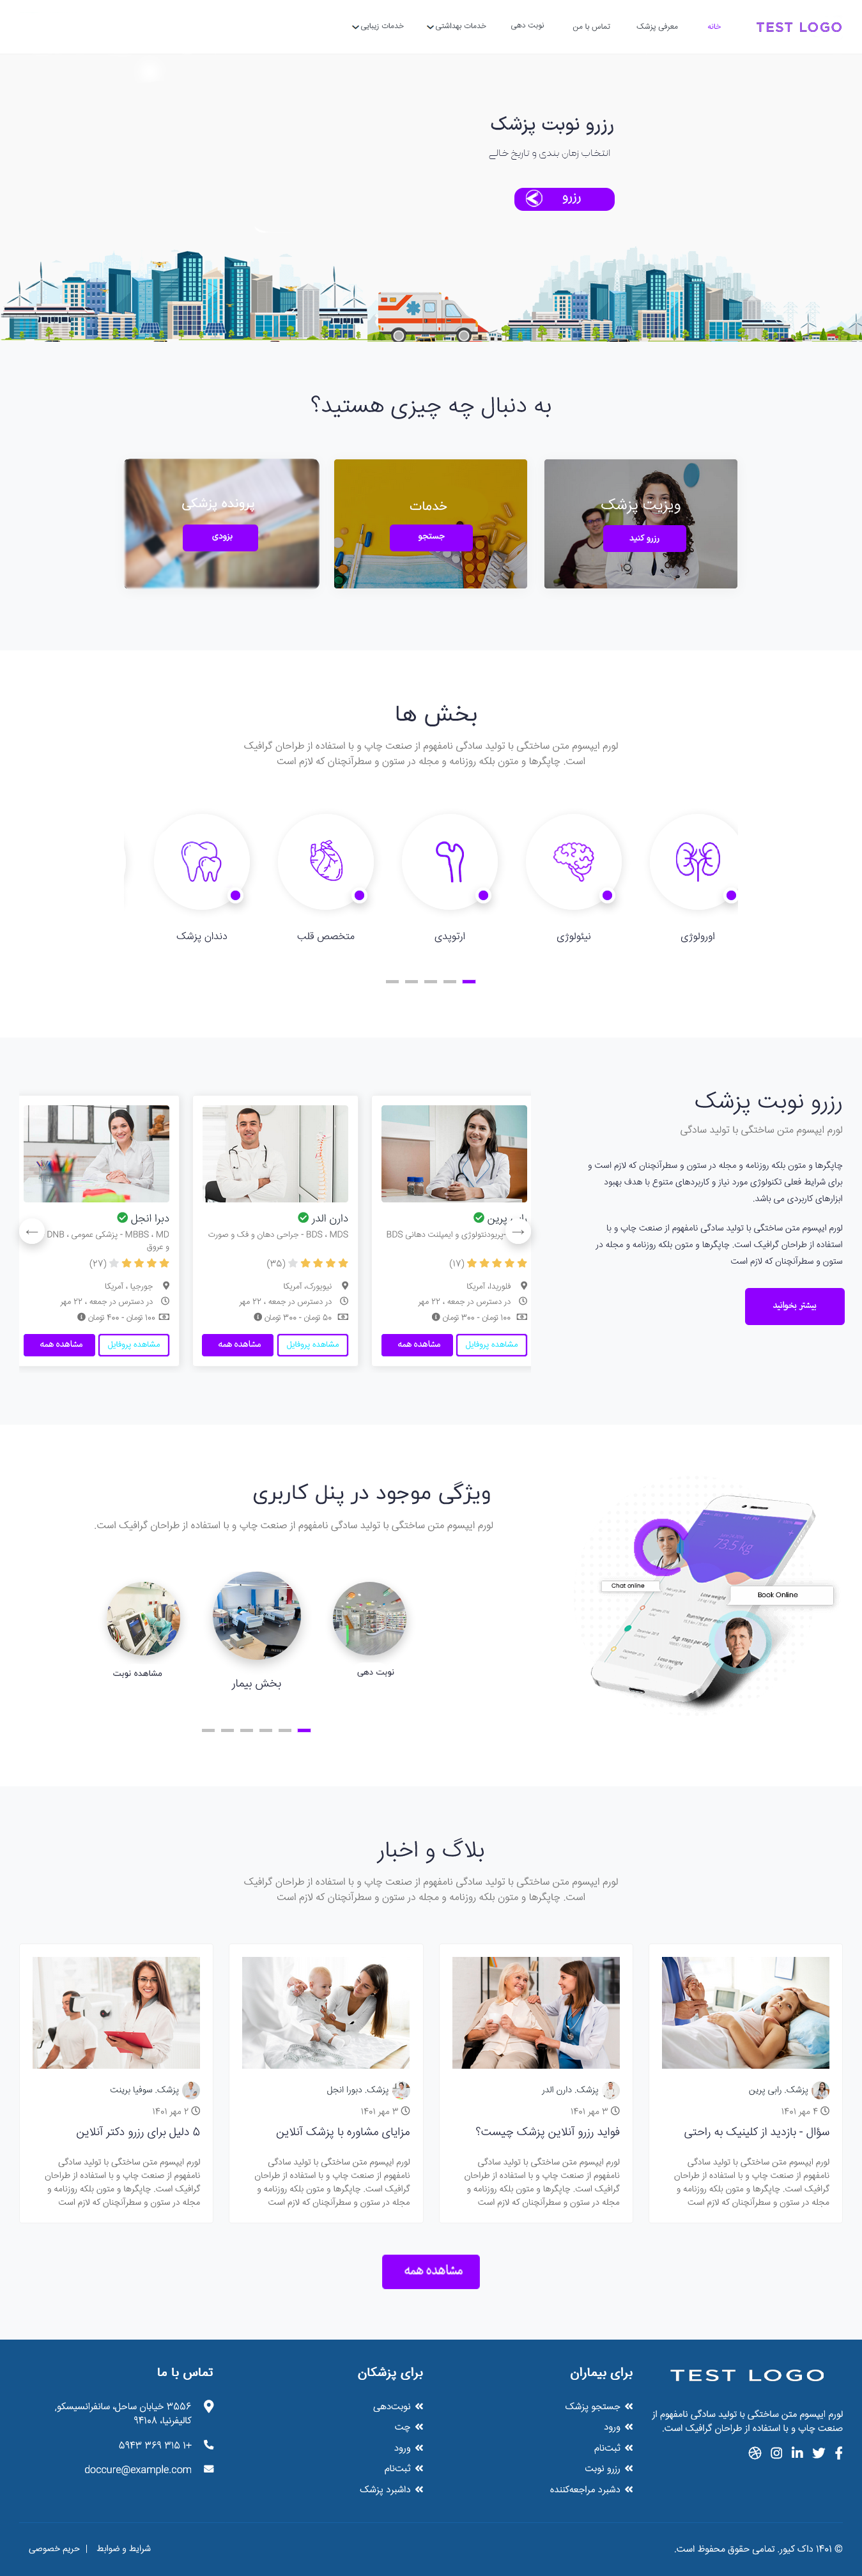 TEST LOGO
خانه
معرفی پزشک
تماس با من
نوبت دهی
خدمات بهداشتی
خدمات زیبایی
رزرو نوبت پزشک
انتخاب زمان بندی و تاریخ خالی
رزرو
به دنبال چه چیزی هستید؟
ویزیت پزشک
رزرو کنید
خدمات
جستجو
پرونده پزشکی
بزودی
بخش ها
لورم ایپسوم متن ساختگی با تولید سادگی نامفهوم از صنعت چاپ و با استفاده از طراحان گرافیک
است. چاپگرها و متون بلکه روزنامه و مجله در ستون و سطرآنچنان که لازم است
اورولوژی
نیئولوژی
ارتوپدی
متخصص قلب
دندان پزشک
رزرو نوبت پزشک
لورم ایپسوم متن ساختگی با تولید سادگی
چاپگرها و متون بلکه روزنامه و مجله در ستون و سطرآنچنان که لازم است و
برای شرایط فعلی تکنولوژی مورد نیاز و کاربردهای متنوع با هدف بهبود
ابزارهای کاربردی می باشد.
لورم ایپسوم متن ساختگی با تولید سادگی نامفهوم از صنعت چاپ و با
استفاده از طراحان گرافیک است. چاپگرها و متون بلکه روزنامه و مجله در
ستون و سطرآنچنان که لازم است
بیشتر بخوانید
پرین
-پریودنتولوژی و ایمپلنت دهانی BDS
(۱۷)
فلوریدا، آمریکا
در دسترس در جمعه ، ۲۲ مهر
۱۰۰ تومان - ۳۰۰ تومان
مشاهده پروفایل
مشاهده همه
دارن الدر
BDS ، MDS - جراحی دهان و فک و صورت
(۳۵)
نیویورک، آمریکا
در دسترس در جمعه ، ۲۲ مهر
۵۰ تومان - ۳۰۰ تومان
مشاهده پروفایل
مشاهده همه
دبرا انجل
MBBS ، MD - پزشکی عمومی ، DNB
و عروق
(۲۷)
جورجیا ، آمریکا
در دسترس در جمعه ، ۲۲ مهر
۱۰۰ تومان - ۴۰۰ تومان
مشاهده پروفایل
مشاهده همه
ویژگی موجود در پنل کاربری
لورم ایپسوم متن ساختگی با تولید سادگی نامفهوم از صنعت چاپ و با استفاده از طراحان گرافیک است.
نوبت دهی
بخش بیمار
مشاهده نوبت
73.5 kg
Chat online
Book Online
بلاگ و اخبار
لورم ایپسوم متن ساختگی با تولید سادگی نامفهوم از صنعت چاپ و با استفاده از طراحان گرافیک
است. چاپگرها و متون بلکه روزنامه و مجله در ستون و سطرآنچنان که لازم است
پزشک. رابی پرین
۴ مهر ۱۴۰۱
سؤال - بازدید از کلینیک به راحتی
لورم ایپسوم متن ساختگی با تولید سادگی
نامفهوم از صنعت چاپ و با استفاده از طراحان
گرافیک است. چاپگرها و متون بلکه روزنامه و
مجله در ستون و سطرآنچنان که لازم است
پزشک. دارن الدر
۳ مهر ۱۴۰۱
فواید رزرو آنلاین پزشک چیست؟
لورم ایپسوم متن ساختگی با تولید سادگی
نامفهوم از صنعت چاپ و با استفاده از طراحان
گرافیک است. چاپگرها و متون بلکه روزنامه و
مجله در ستون و سطرآنچنان که لازم است
پزشک. دبورا انجل
۳ مهر ۱۴۰۱
مزایای مشاوره با پزشک آنلاین
لورم ایپسوم متن ساختگی با تولید سادگی
نامفهوم از صنعت چاپ و با استفاده از طراحان
گرافیک است. چاپگرها و متون بلکه روزنامه و
مجله در ستون و سطرآنچنان که لازم است
پزشک. سوفیا برینت
۲ مهر ۱۴۰۱
۵ دلیل برای رزرو دکتر آنلاین
لورم ایپسوم متن ساختگی با تولید سادگی
نامفهوم از صنعت چاپ و با استفاده از طراحان
گرافیک است. چاپگرها و متون بلکه روزنامه و
مجله در ستون و سطرآنچنان که لازم است
مشاهده همه
TEST LOGO
لورم ایپسوم متن ساختگی با تولید سادگی نامفهوم از
صنعت چاپ و با استفاده از طراحان گرافیک است.
برای بیماران
جستجو پزشک
ورود
ثبت‌نام
رزرو نوبت
دشبرد مراجعه‌کننده
برای پزشکان
نوبت‌دهی
چت
ورود
ثبت‌نام
داشبرد پزشک
تماس با ما
۳۵۵۶ خیابان ساحل، سانفرانسیسکو,
کالیفرنیا، ۹۴۱۰۸
+۱ ۳۱۵ ۳۶۹ ۵۹۴۳
doccure@example.com
© ۱۴۰۱ داک کیور. تمامی حقوق محفوظ است.
شرایط و ضوابط | حریم خصوصی